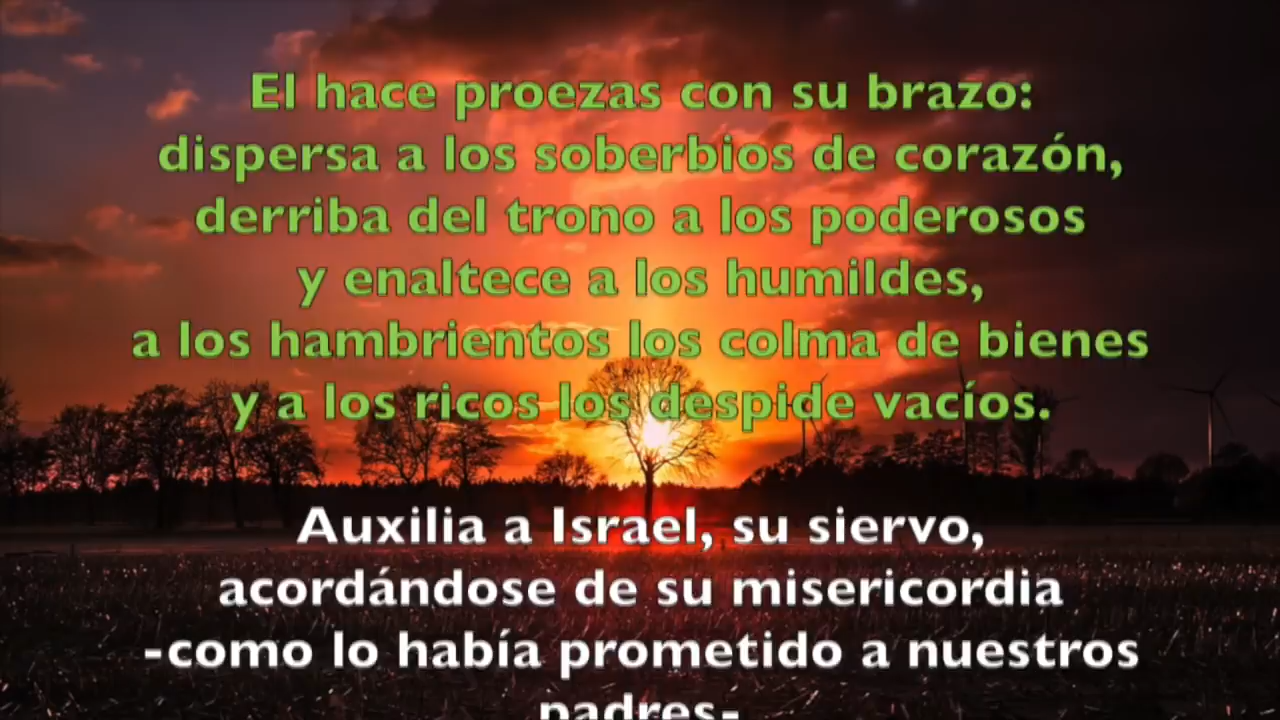 El hace proezas con su brazo:
dispersa a los soberbios de corazón,
derriba del trono a los poderosos
y enaltece a los humildes,
a los hambrientos los colma de bienes
y a los ricos los despide vacíos.
Auxilia a Israel, su siervo,
acordándose de su misericordia
-como lo había prometido a nuestros
padres-